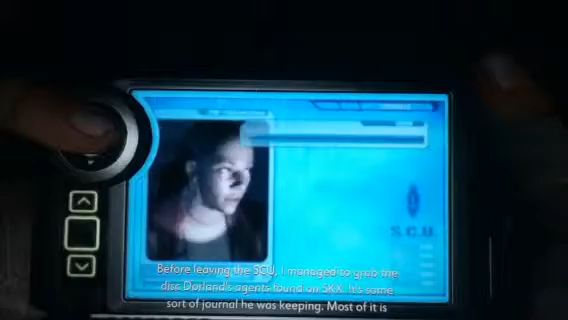 S.C.U.
Before leaving the SCU, I managed to grab the
disc Dorland's agents found on SKX. It's some
sort of journal he was keeping. Most of it is